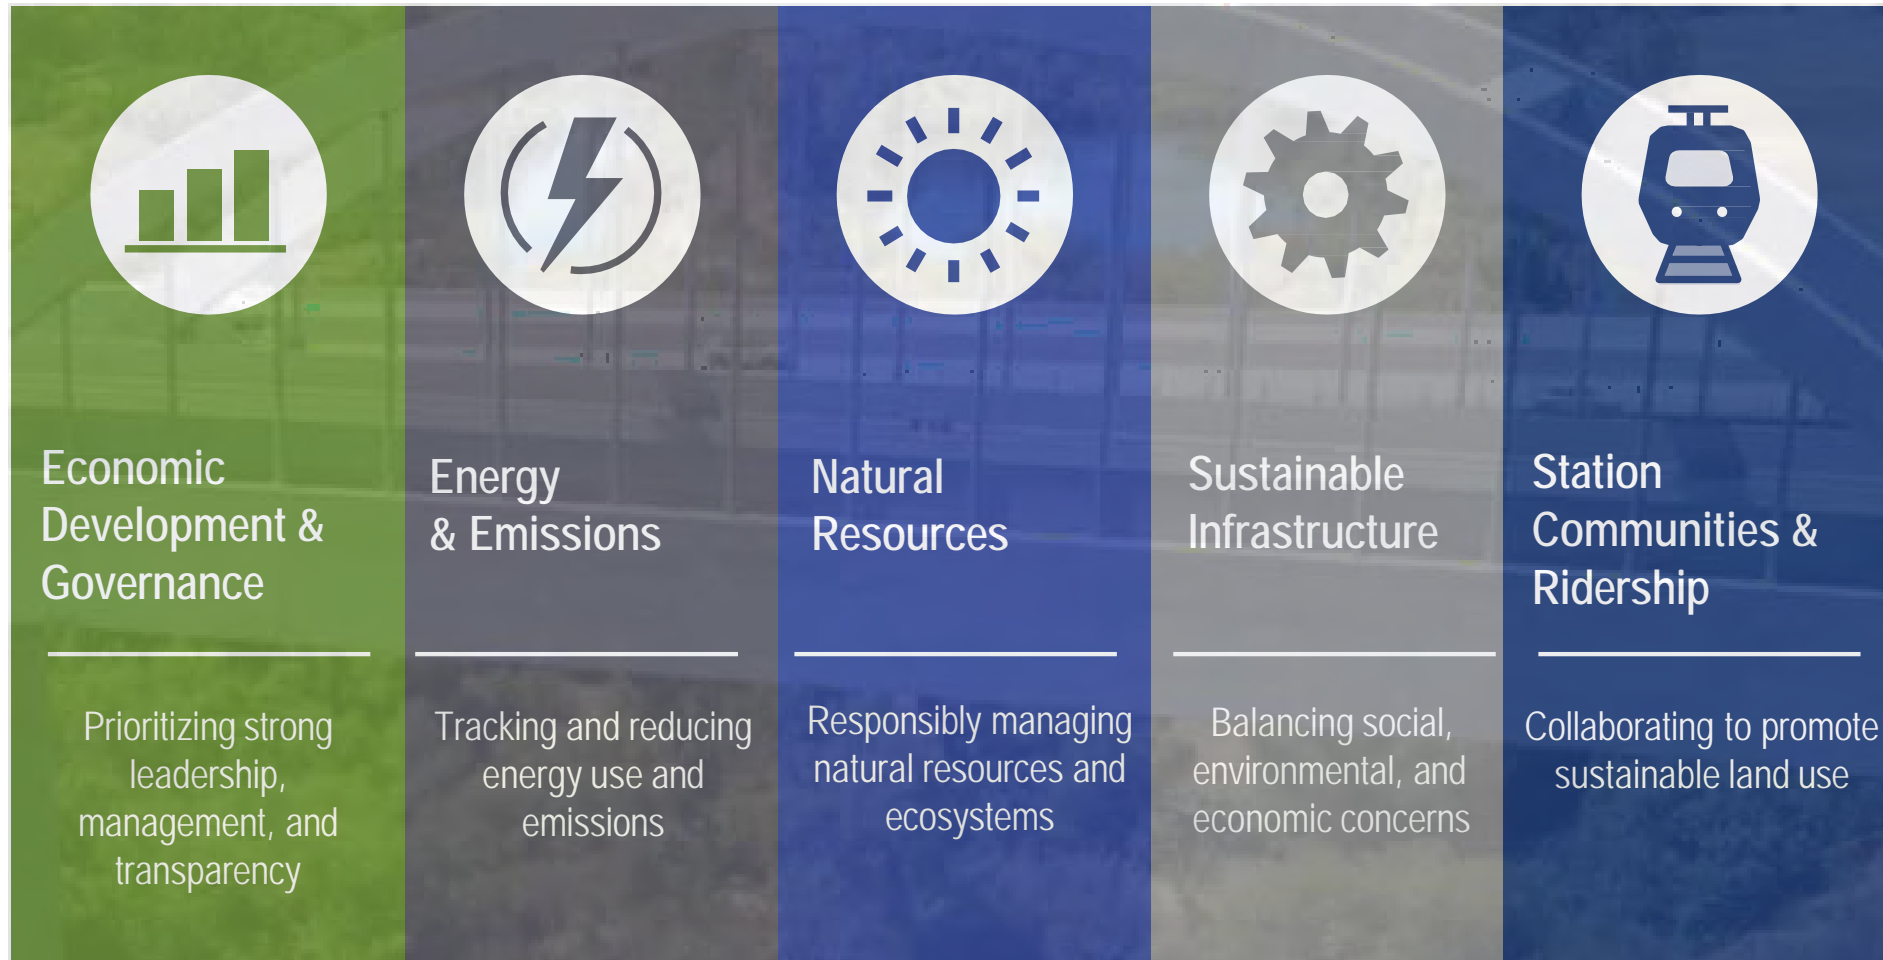 Economic
Development &
Governance
Prioritizing strong
leadership,
management, and
transparency
Energy
& Emissions
Tracking and reducing
energy use and
emissions
Natural
Resources
Responsibly managing
natural resources and
ecosystems
Sustainable
Infrastructure
Balancing social,
environmental, and
economic concerns
Station
Communities &
Ridership
Collaborating to promote
sustainable land use